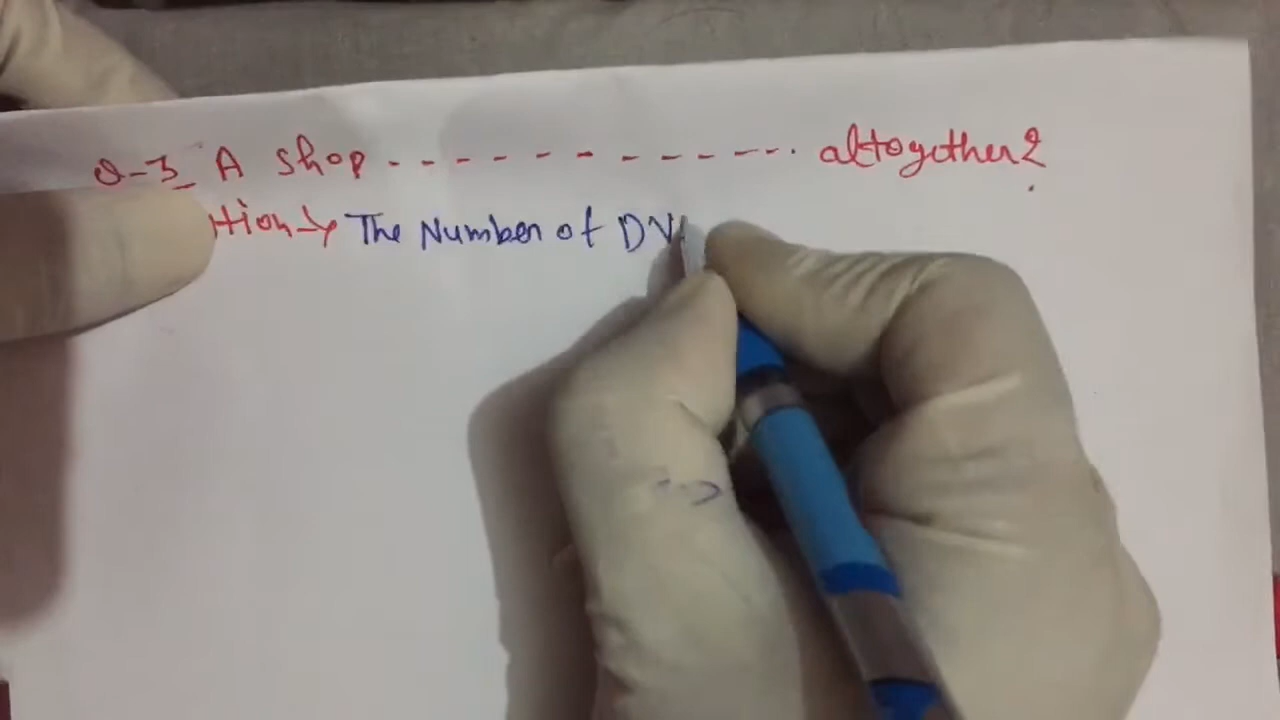 Q-3 A shop - - - - - - - - - - altogether?
tion → The Number of DV